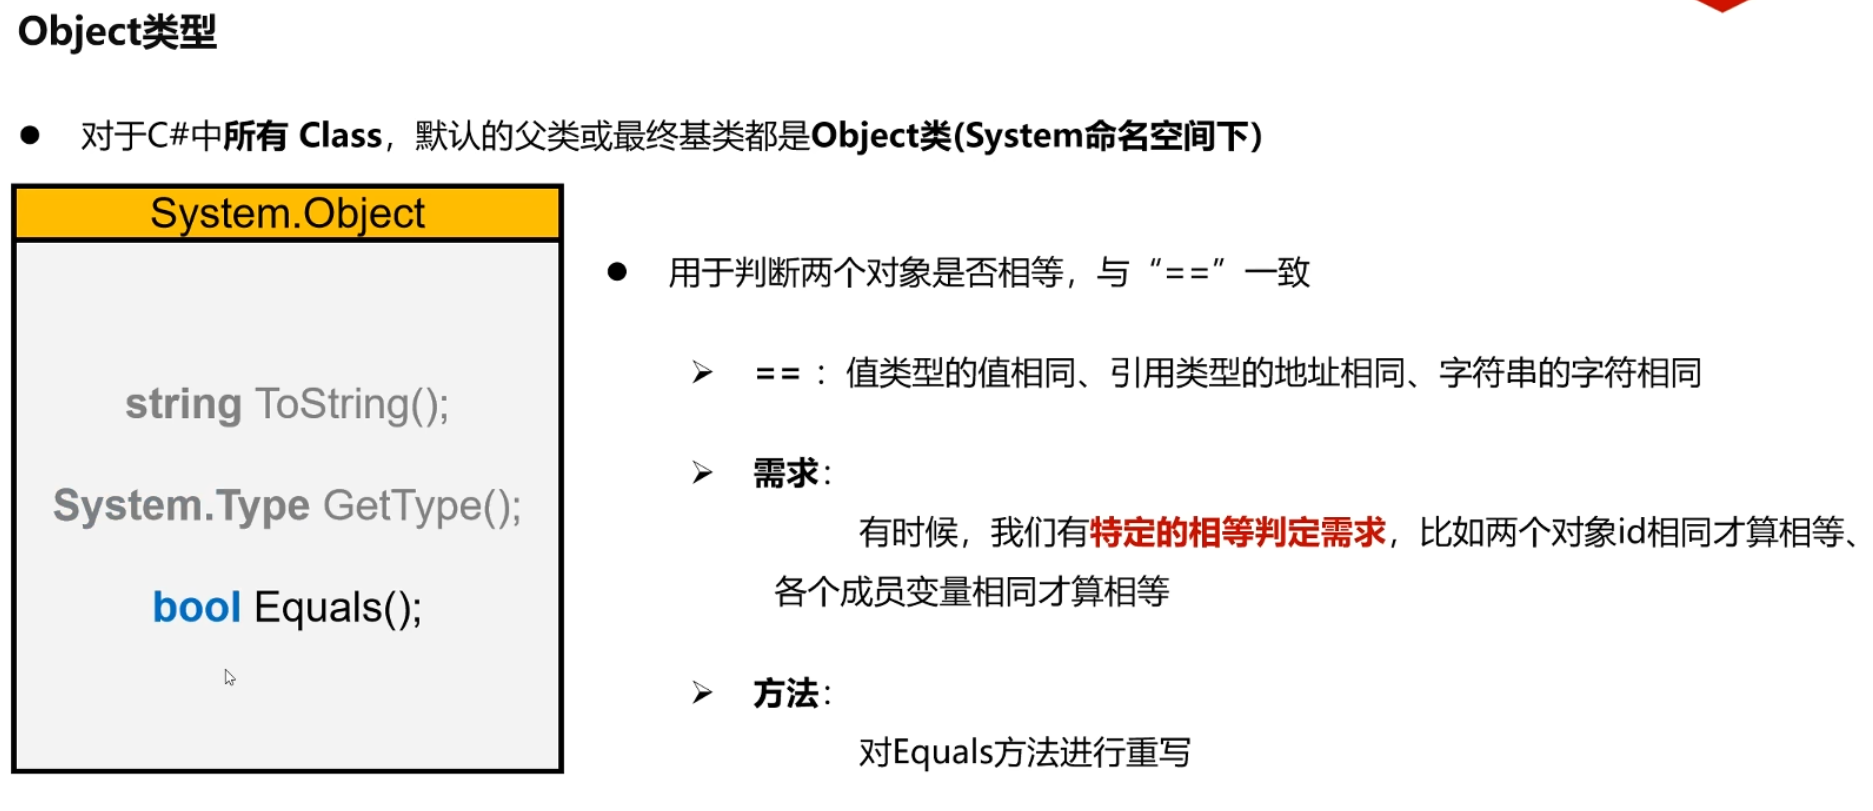 Object类型
● 对于C#中所有 Class，默认的父类或最终基类都是Object类(System命名空间下)
System.Object
string ToString();
System.Type GetType();
bool Equals();
● 用于判断两个对象是否相等，与“==”一致
➢ ==：值类型的值相同、引用类型的地址相同、字符串的字符相同
➢ 需求：
有时候，我们有特定的相等判定需求，比如两个对象id相同才算相等、
各个成员变量相同才算相等
➢ 方法：
对Equals方法进行重写